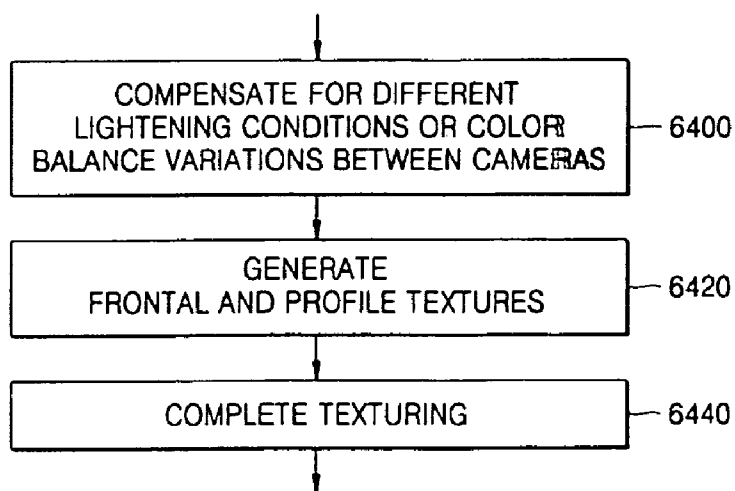 COMPENSATE FOR DIFFERENT
LIGHTENING CONDITIONS OR COLOR
BALANCE VARIATIONS BETWEEN CAMERAS
6400
GENERATE
FRONTAL AND PROFILE TEXTURES
6420
COMPLETE TEXTURING
6440